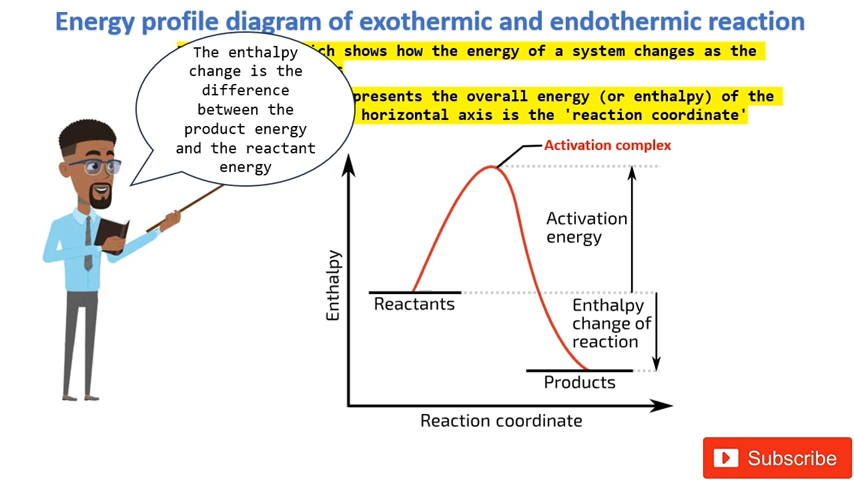 Energy profile diagram of exothermic and endothermic reaction
shows how the energy of a system changes as the
the overall energy (or enthalpy) of the
horizontal axis is the 'reaction coordinate'
The enthalpy
change is the
difference
between the
product energy
and the reactant
energy
Activation complex
Activation
energy
Enthalpy
Reactants
Enthalpy
change of
reaction
Products
Reaction coordinate
Subscribe